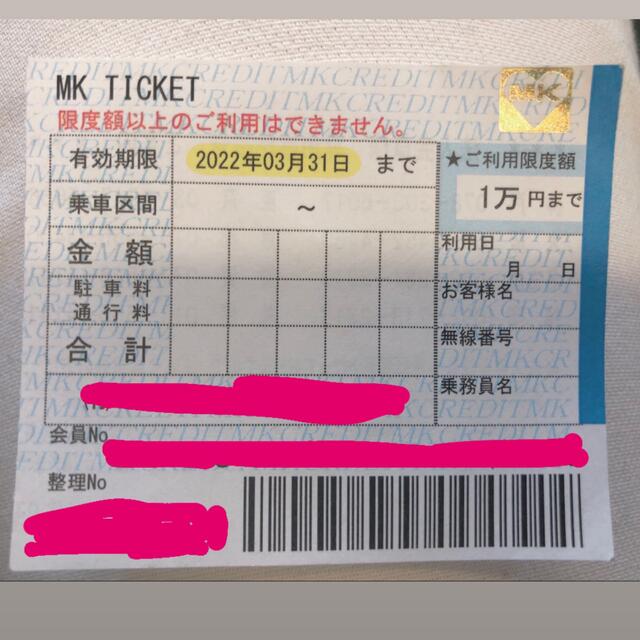 MK TICKET
MK
限度額以上のご利用はできません。
有効期限 2022年03月31日 まで
★ご利用限度額
1万円まで
乗車区間 ～
金額
利用日
月 日
駐車料
通行料
お客様名
合計
無線番号
乗務員名
会員No
整理No